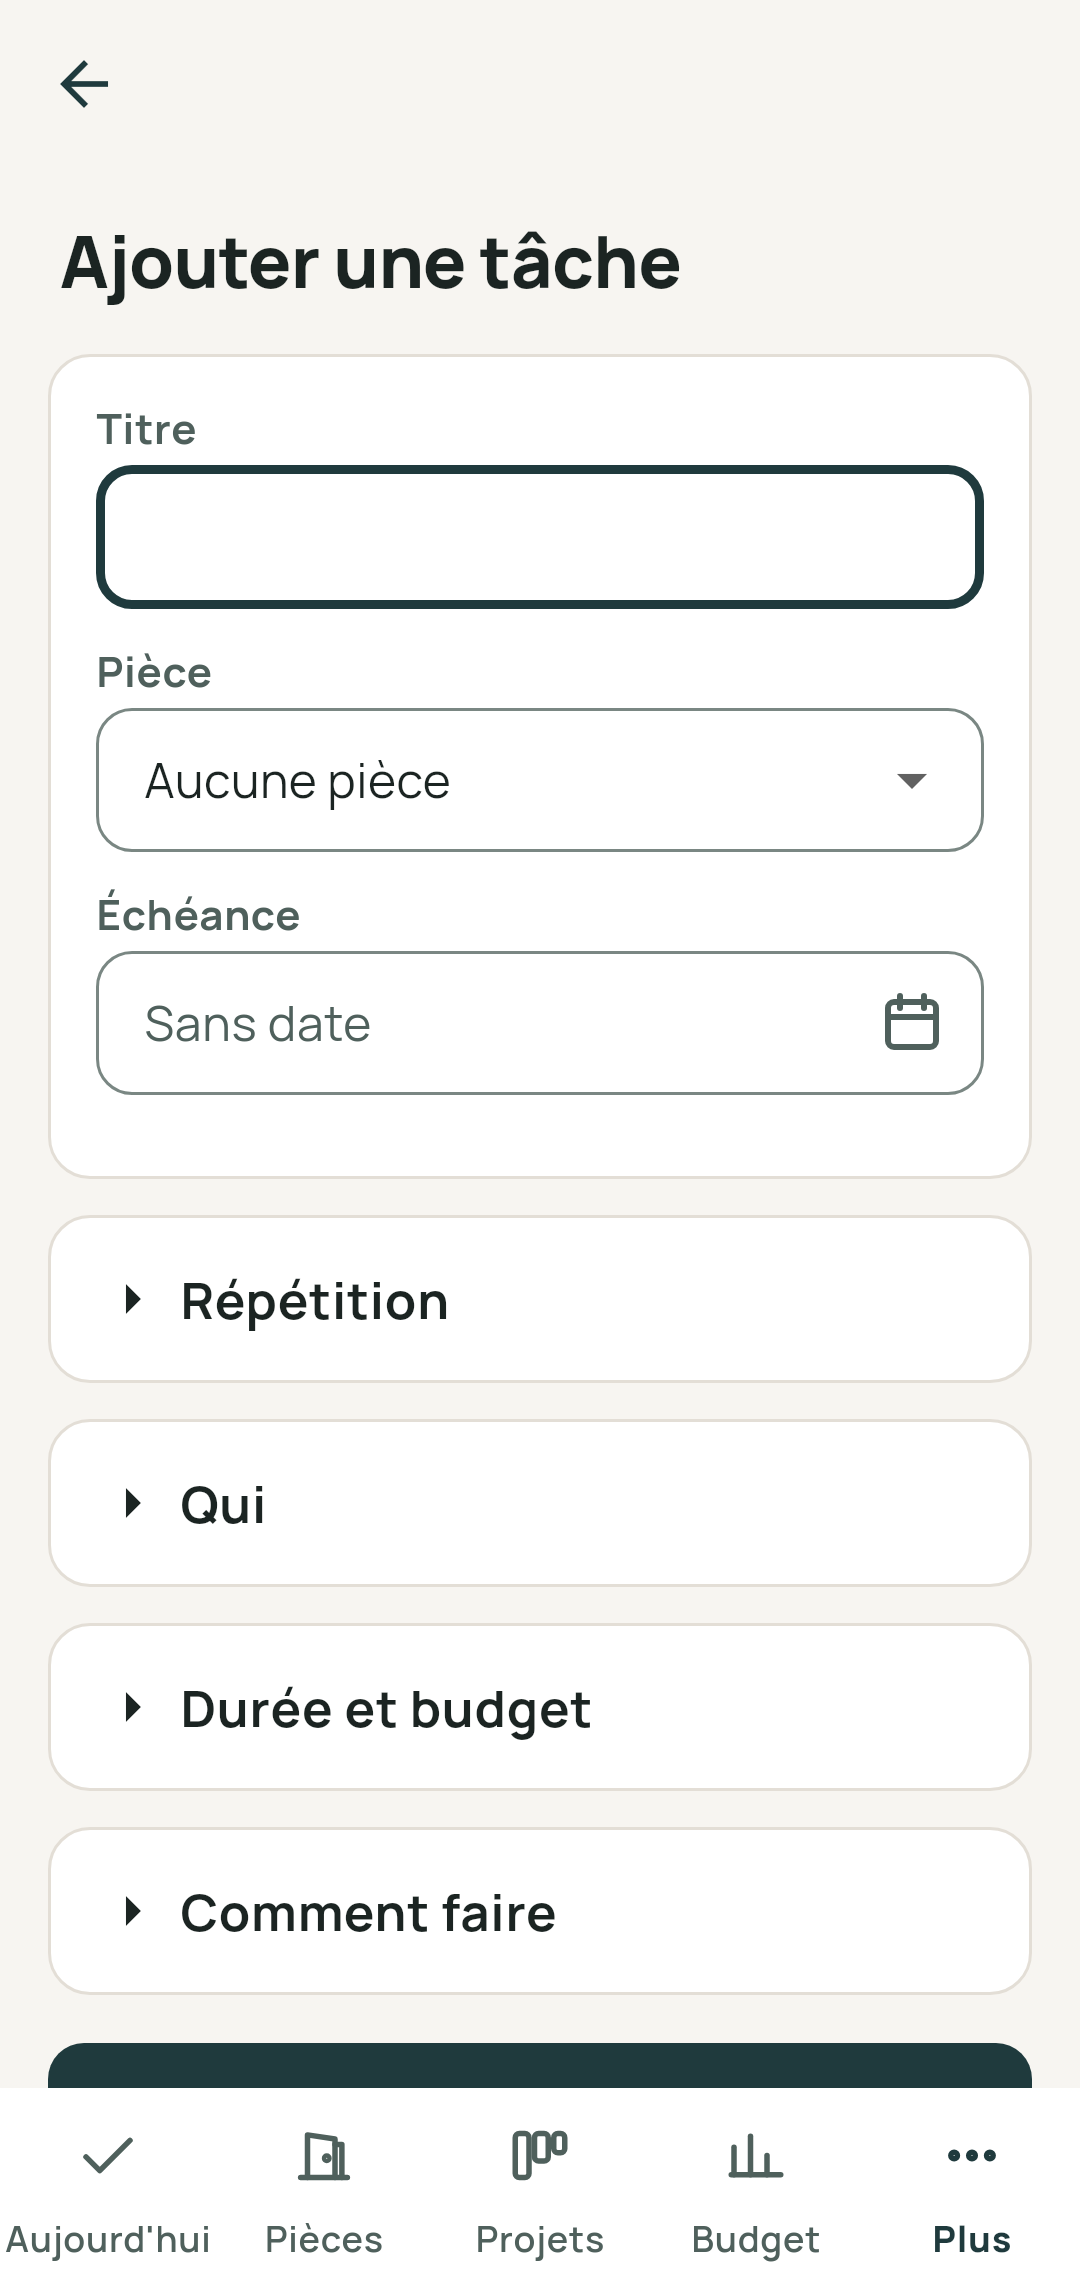 Ajouter une tâche
Titre
Pièce
Aucune pièce
Échéance
Sans date
Répétition
Qui
Durée et budget
Comment faire
Aujourd'hui
Pièces
Projets
Budget
Plus